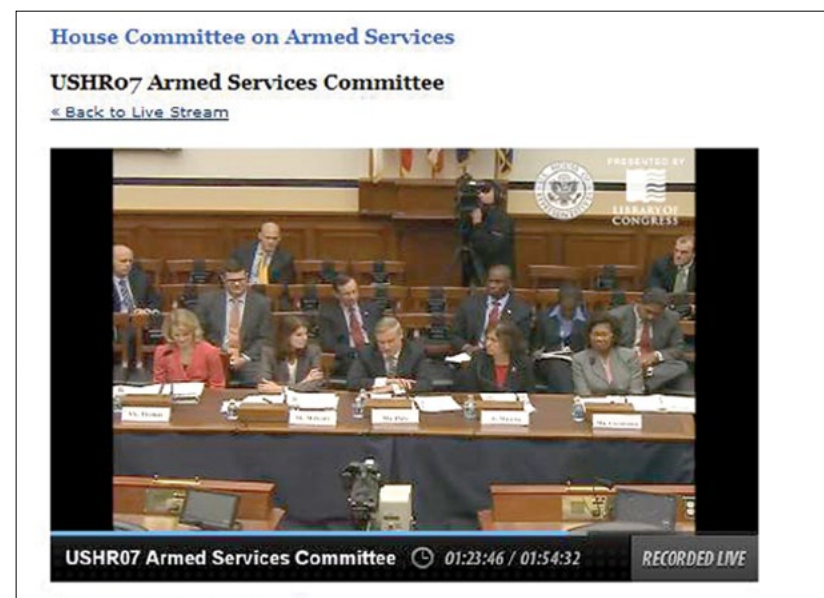 House Committee on Armed Services
USHR07 Armed Services Committee
« Back to Live Stream
PRESENTED BY
LIBRARY OF
CONGRESS
USHR07 Armed Services Committee 01:23:46 / 01:54:32 RECORDED LIVE